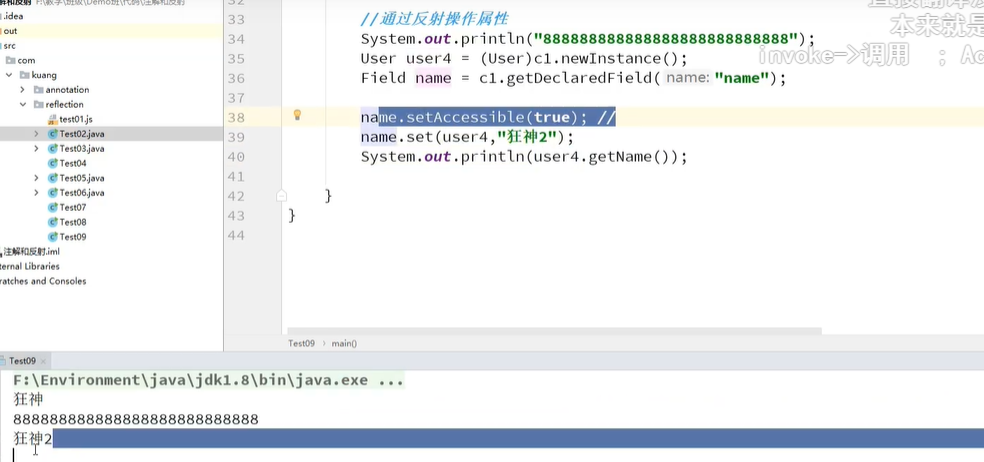 注解和反射 F:\教学\班级\Demo班\代码\注解和反射
.idea
out
src
com
kuang
annotation
reflection
test01.js
Test02.java
Test03.java
Test04
Test05.java
Test06.java
Test07
Test08
Test09
注解和反射.iml
ternal Libraries
ratches and Consoles
32
33 //通过反射操作属性
34 System.out.println("888888888888888888888888888");
35 User user4 = (User)c1.newInstance();
36 Field name = c1.getDeclaredField( name: "name");
37
38 name.setAccessible(true); //
39 name.set(user4,"狂神2");
40 System.out.println(user4.getName());
41
42 }
43 }
44
直接翻译
本来就是
invoke->调用 ; Ac
Test09 › main()
Test09 ×
F:\Environment\java\jdk1.8\bin\java.exe ...
狂神
888888888888888888888888888
狂神2